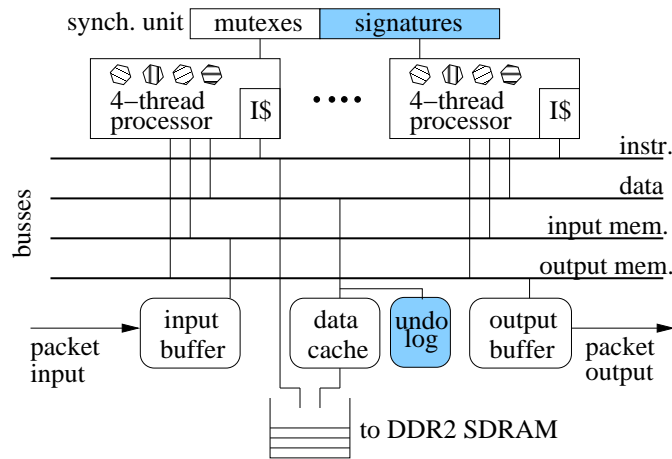 synch. unit
mutexes
signatures
4-thread
processor
I$
4-thread
processor
I$
instr.
data
input mem.
output mem.
busses
input
buffer
data
cache
undo
log
output
buffer
packet
input
packet
output
to DDR2 SDRAM